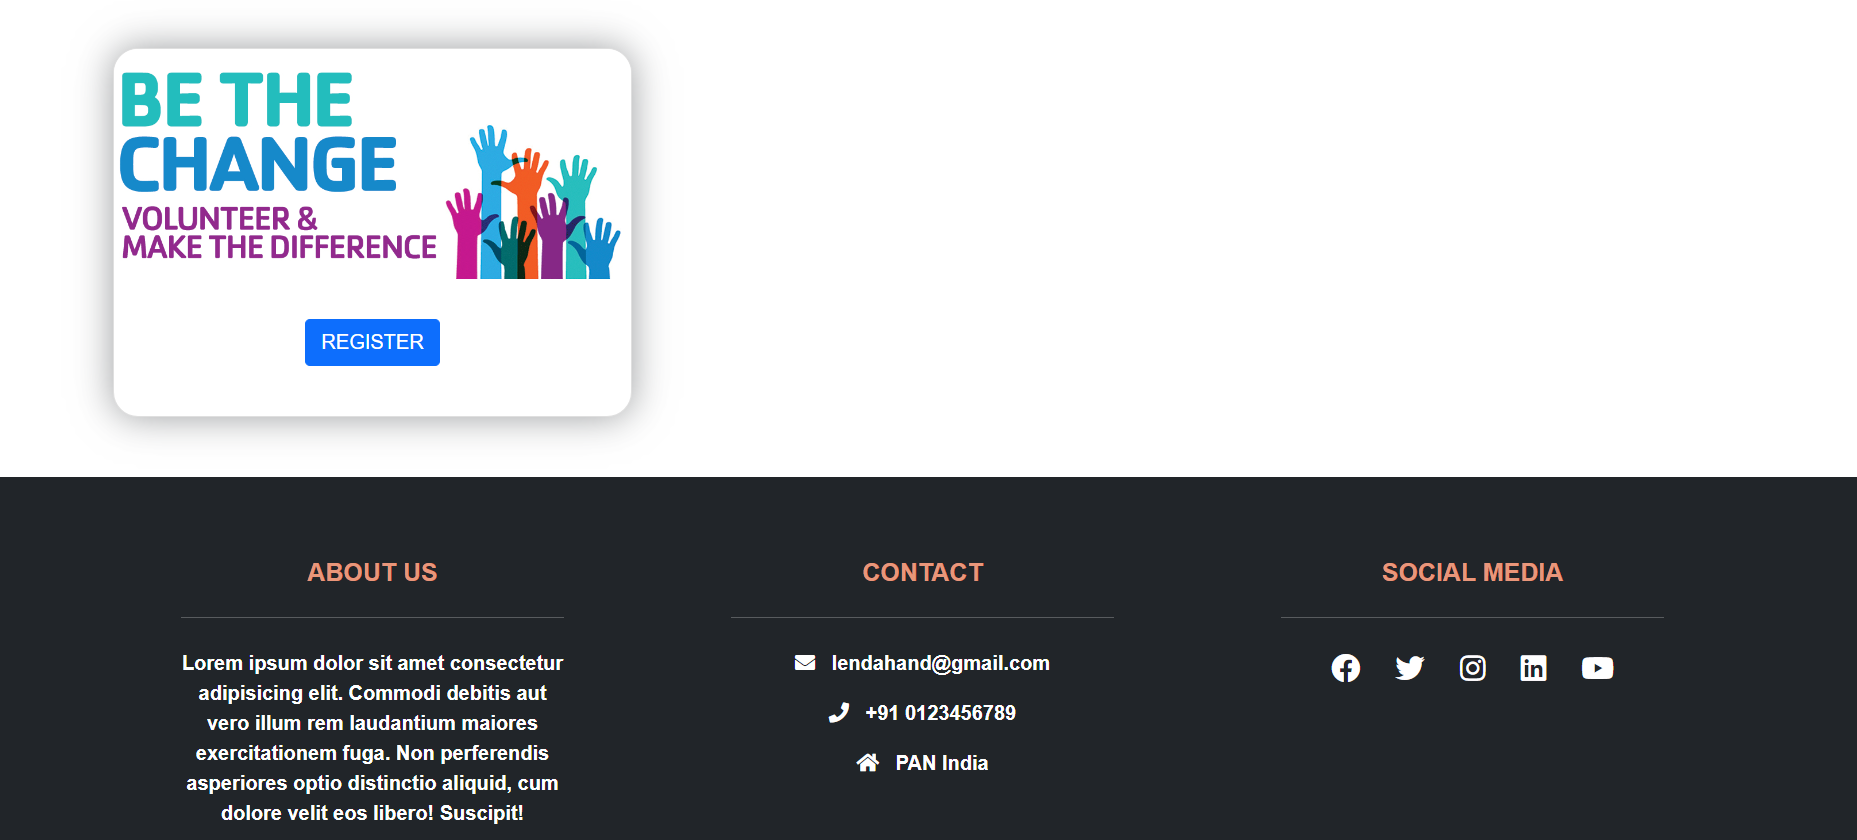 BE THE
CHANGE
VOLUNTEER &
MAKE THE DIFFERENCE
REGISTER
ABOUT US
Lorem ipsum dolor sit amet consectetur
adipisicing elit. Commodi debitis aut
vero illum rem laudantium maiores
exercitationem fuga. Non perferendis
asperiores optio distinctio aliquid, cum
dolore velit eos libero! Suscipit!
CONTACT
lendahand@gmail.com
+91 0123456789
PAN India
SOCIAL MEDIA